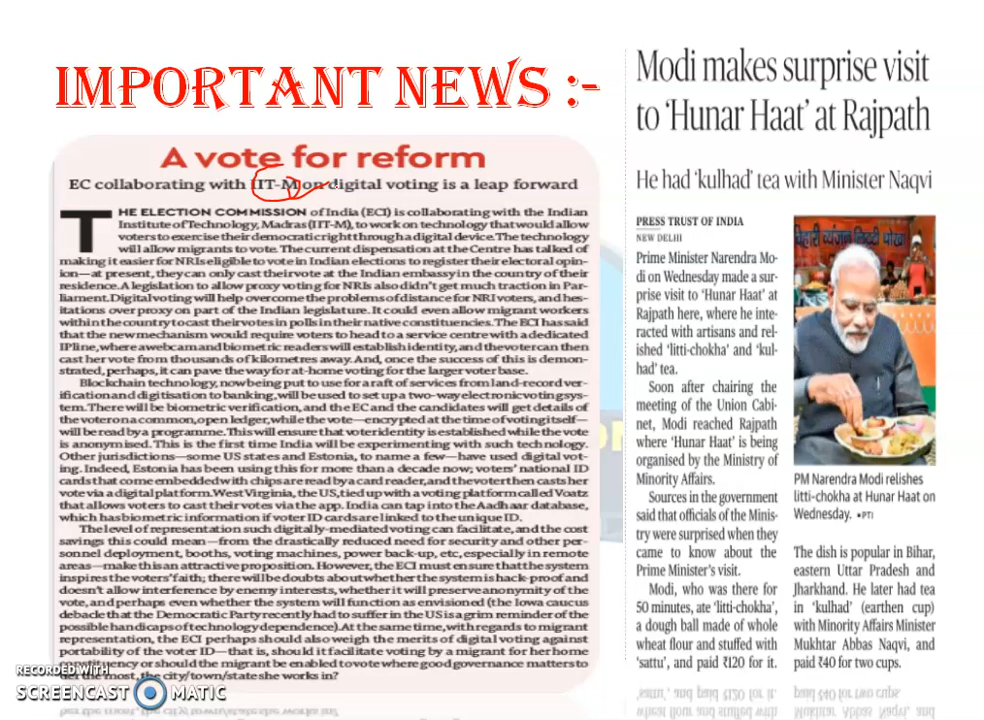 IMPORTANT NEWS :-
A vote for reform
EC collaborating with IIT-M on digital voting is a leap forward
THE ELECTION COMMISSION of India (ECI) is collaborating with the Indian
Institute of Technology, Madras (IIT-M), to work on technology that would allow
voters to exercise their democratic right through a digital device. The technology
will allow migrants to vote. The current dispensation at the Centre has talked of
making it easier for NRIs eligible to vote in Indian elections to register their electoral opin-
ion—at present, they can only cast their vote at the Indian embassy in the country of their
residence. A legislation to allow proxy voting for NRIs also didn't get much traction in Par-
liament. Digital voting will help overcome the problems of distance for NRI voters, and hes-
itations over proxy on part of the Indian legislature. It could even allow migrant workers
within the country to cast their votes in polls in their native constituencies. The ECI has said
that the new mechanism would require voters to head to a service centre with a dedicated
IP line, where a webcam and biometric readers will establish identity, and the voter can then
cast her vote from thousands of kilometres away. And, once the success of this is demon-
strated, perhaps, it can pave the way for at-home voting for the larger voter base.
Blockchain technology, now being put to use for a raft of services from land-record ver-
ification and digitisation to banking, will be used to set up a two-way electronic voting sys-
tem. There will be biometric verification, and the EC and the candidates will get details of
the voter on a common, open ledger, while the vote—encrypted at the time of voting itself—
will be read by a programme. This will ensure that voter identity is established while the vote
is anonymised. This is the first time India will be experimenting with such technology.
Other jurisdictions—some US states and Estonia, to name a few—have used digital vot-
ing. Indeed, Estonia has been using this for more than a decade now; voters' national ID
cards that come embedded with chips are read by a card reader, and the voter then casts her
vote via a digital platform. West Virginia, the US, tied up with a voting platform called Voatz
that allows voters to cast their votes via the app. India can tap into the Aadhaar database,
which has biometric information if voter ID cards are linked to the unique ID.
The level of representation such digitally-mediated voting can facilitate, and the cost
savings this could mean—from the drastically reduced need for security and other per-
sonnel deployment, booths, voting machines, power back-up, etc, especially in remote
areas—make this an attractive proposition. However, the ECI must ensure that the system
inspires the voters' faith; there will be doubts about whether the system is hack-proof and
doesn't allow interference by enemy interests, whether it will preserve anonymity of the
vote, and perhaps even whether the system will function as envisioned (the Iowa caucus
debacle that the Democratic Party recently had to suffer in the US is a grim reminder of the
possible handicaps of technology dependence). At the same time, with regards to migrant
representation, the ECI perhaps should also weigh the merits of digital voting against
portability of the voter ID—that is, should it facilitate voting by a migrant for her home
constituency or should the migrant be enabled to vote where good governance matters to
her the most, the city/town/state she works in?
RECORDED WITH
SCREENCAST MATIC
Modi makes surprise visit
to 'Hunar Haat' at Rajpath
He had 'kulhad' tea with Minister Naqvi
PRESS TRUST OF INDIA
NEW DELHI
Prime Minister Narendra Mo-
di on Wednesday made a sur-
prise visit to 'Hunar Haat' at
Rajpath here, where he inte-
racted with artisans and rel-
ished 'litti-chokha' and 'kul-
had' tea.
Soon after chairing the
meeting of the Union Cabi-
net, Modi reached Rajpath
where 'Hunar Haat' is being
organised by the Ministry of
Minority Affairs.
Sources in the government
said that officials of the Minis-
try were surprised when they
came to know about the
Prime Minister's visit.
Modi, who was there for
50 minutes, ate 'litti-chokha',
a dough ball made of whole
wheat flour and stuffed with
'sattu', and paid ₹120 for it.
बिहारी व्यंजन लिट्टी चोखा
PM Narendra Modi relishes
litti-chokha at Hunar Haat on
Wednesday. •PTI
The dish is popular in Bihar,
eastern Uttar Pradesh and
Jharkhand. He later had tea
in 'kulhad' (earthen cup)
with Minority Affairs Minister
Mukhtar Abbas Naqvi, and
paid ₹40 for two cups.